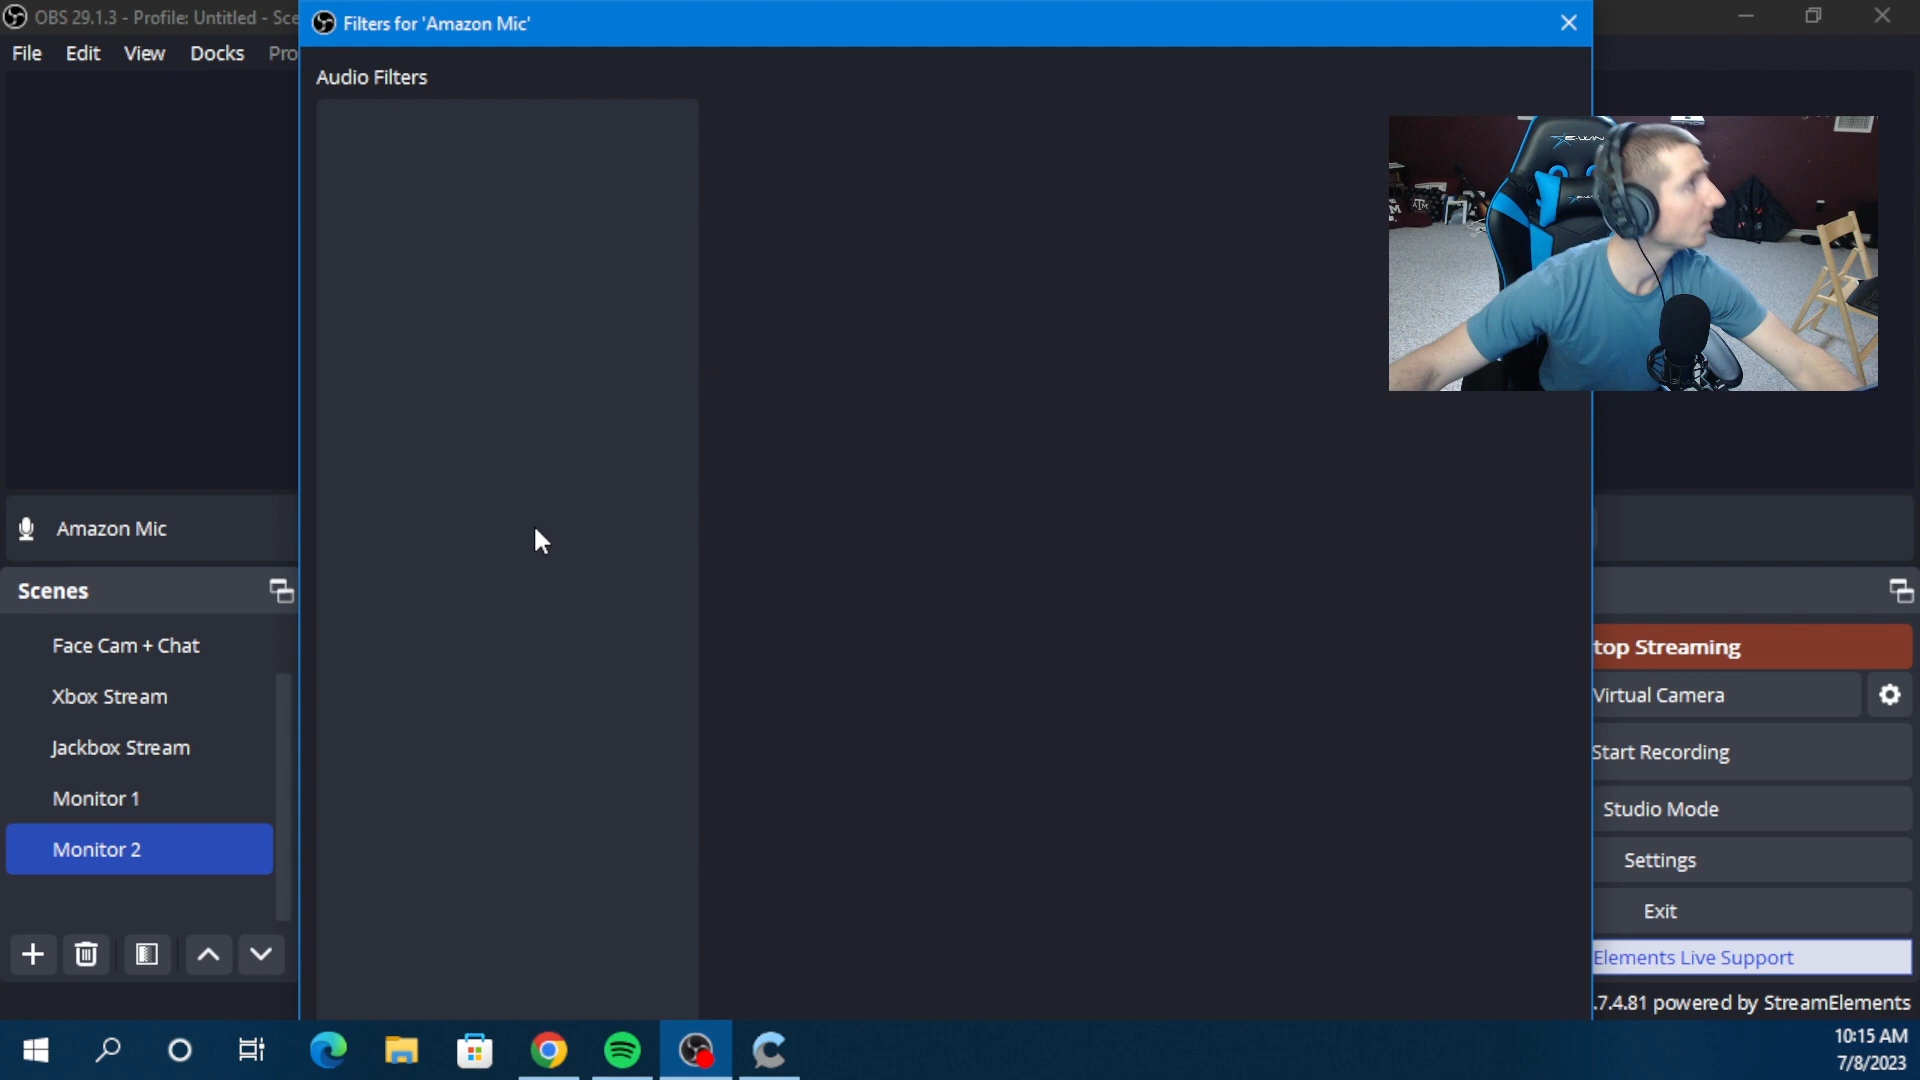 OBS 29.1.3 - Profile: Untitled - Sce
Filters for 'Amazon Mic'
File Edit View Docks Pro
Audio Filters
ATM
Amazon Mic
Scenes
Face Cam + Chat
Xbox Stream
Jackbox Stream
Monitor 1
Monitor 2
top Streaming
Virtual Camera
Start Recording
Studio Mode
Settings
Exit
Elements Live Support
.7.4.81 powered by StreamElements
10:15 AM
7/8/2023